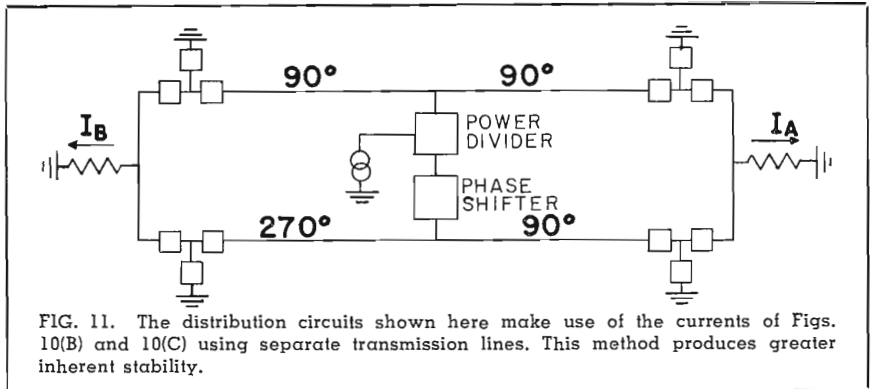 90°
90°
I_B
POWER
DIVIDER
I_A
PHASE
SHIFTER
270°
90°
FIG. 11. The distribution circuits shown here make use of the currents of Figs.
10(B) and 10(C) using separate transmission lines. This method produces greater
inherent stability.